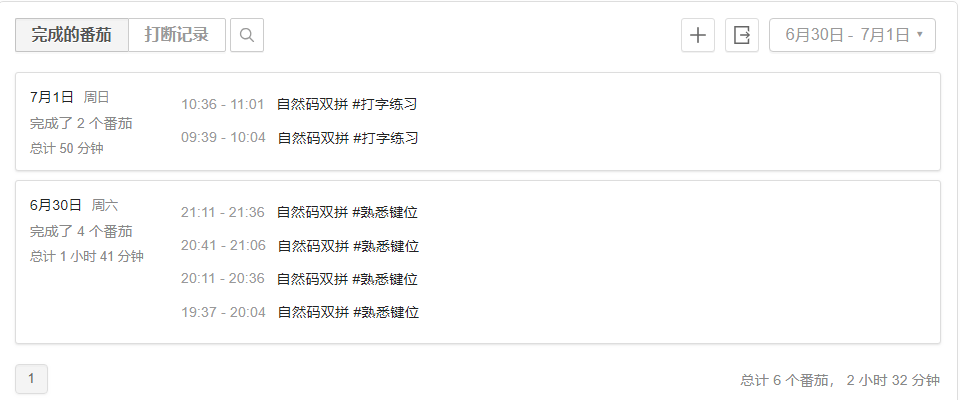 完成的番茄 打断记录 6月30日 - 7月1日
7月1日 周日
完成了 2 个番茄
总计 50 分钟
10:36 - 11:01 自然码双拼 #打字练习
09:39 - 10:04 自然码双拼 #打字练习
6月30日 周六
完成了 4 个番茄
总计 1 小时 41 分钟
21:11 - 21:36 自然码双拼 #熟悉键位
20:41 - 21:06 自然码双拼 #熟悉键位
20:11 - 20:36 自然码双拼 #熟悉键位
19:37 - 20:04 自然码双拼 #熟悉键位
1
总计 6 个番茄， 2 小时 32 分钟